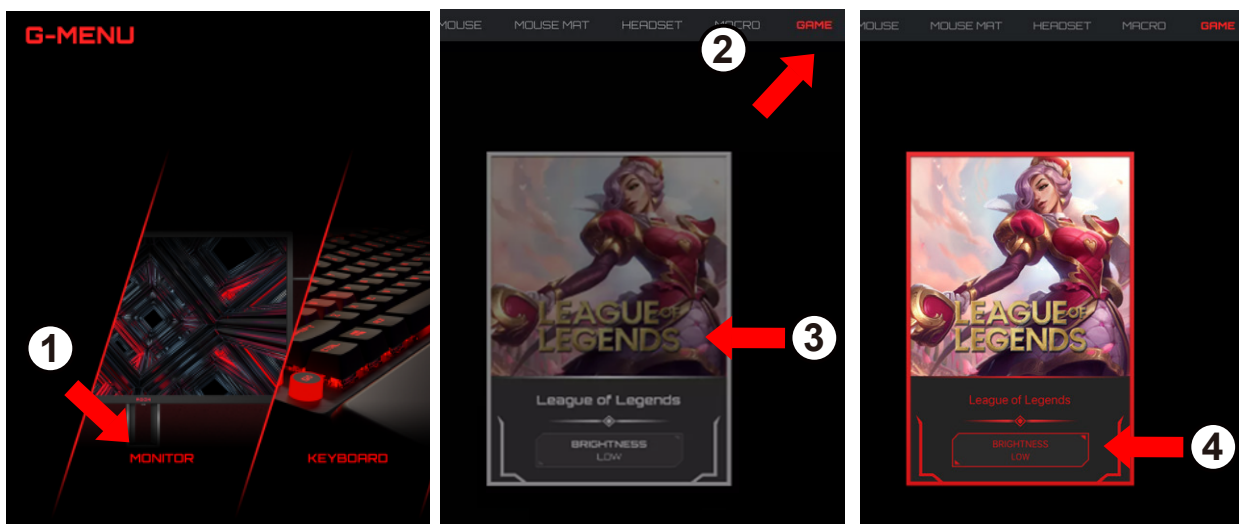 G-MENU
1
MONITOR
KEYBOARD
MOUSE
MOUSE MAT
HEADSET
MACRO
GAME
2
LEAGUE OF
LEGENDS
3
League of Legends
BRIGHTNESS
LOW
MOUSE
MOUSE MAT
HEADSET
MACRO
GAME
LEAGUE OF
LEGENDS
League of Legends
BRIGHTNESS
LOW
4